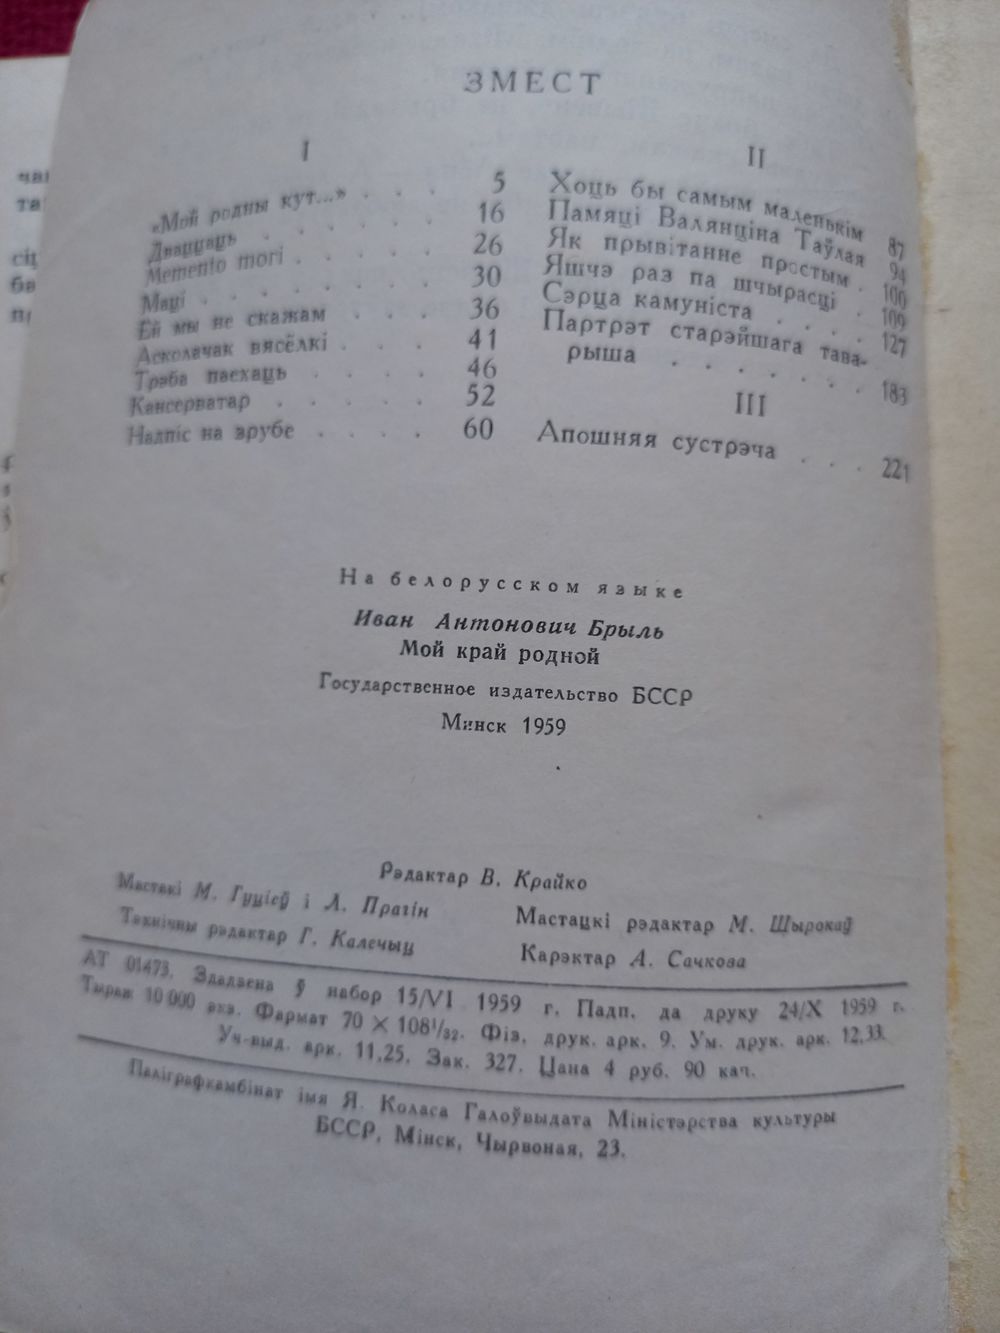 ЗМЕСТ
I
«Мой родны кут...» . . . 5
Дваццаць . . . . . . 16
Memento mori . . . . . 26
Маці . . . . . . . 30
Ёй мы не скажам . . . 36
Асколачак вясёлкі . . . 41
Трэба паехаць . . . . 46
Кансерватар . . . . . 52
Надпіс на зрубе . . . . 60
II
Хоць бы самым маленькім 87
Памяці Валянціна Таўлая 94
Як прывітанне простым . 106
Яшчэ раз па шчырасці . 109
Сэрца камуніста . . . . 127
Партрэт старэйшага тава-
рыша . . . . . . . 183
III
Апошняя сустрэча . . . . 221
На белорусском языке
Иван Антонович Брыль
Мой край родной
Государственное издательство БССР
Минск 1959
Рэдактар В. Крайко
Мастакі М. Гуціеў і Л. Прагін
Мастацкі рэдактар М. Шырокаў
Тэхнічны рэдактар Г. Калечыц
Карэктар А. Сачкова
АТ 01473. Здадзена ў набор 15/VI 1959 г. Падп. да друку 24/X 1959 г.
Тыраж 10 000 экз. Фармат 70 × 108 1/32. Фіз. друк. арк. 9. Ум. друк. арк. 12,33.
Уч-выд. арк. 11,25. Зак. 327. Цана 4 руб. 90 кап.
Паліграфкамбінат імя Я. Коласа Галоўвыдата Міністэрства культуры
БССР, Мінск, Чырвоная, 23.